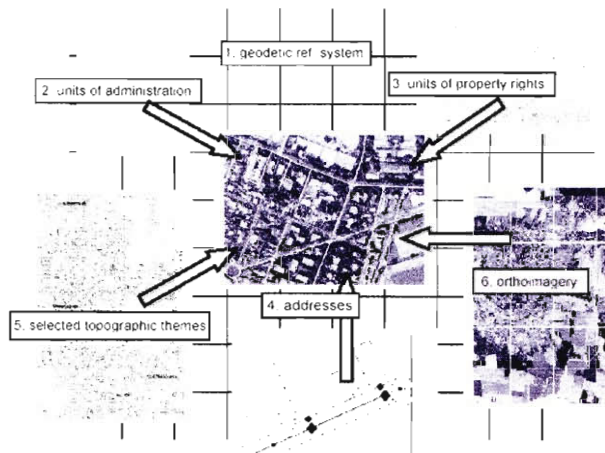 1. geodetic ref. system
2. units of administration
3 units of property rights
4. addresses
5. selected topographic themes
6. orthoimagery